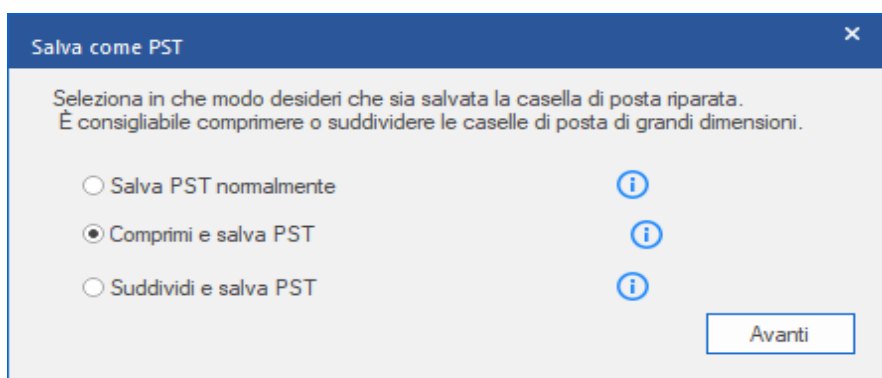 Salva come PST
Seleziona in che modo desideri che sia salvata la casella di posta riparata.
È consigliabile comprimere o suddividere le caselle di posta di grandi dimensioni.
Salva PST normalmente
Comprimi e salva PST
Suddividi e salva PST
Avanti